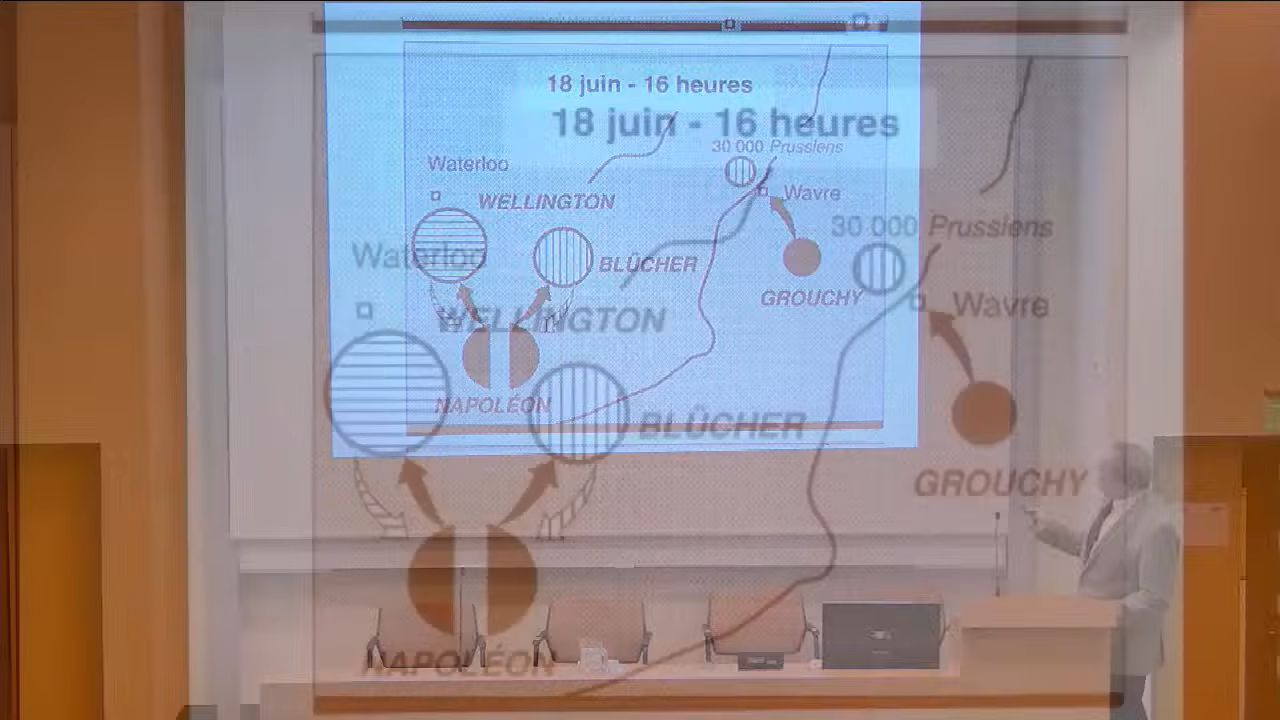 18 juin - 16 heures
30 000 Prussiens
Waterloo
WELLINGTON
Wavre
BLÜCHER
GROUCHY
NAPOLÉON
18 juin - 16 heures
30 000 Prussiens
Waterloo
Wavre
WELLINGTON
BLÜCHER
GROUCHY
NAPOLÉON